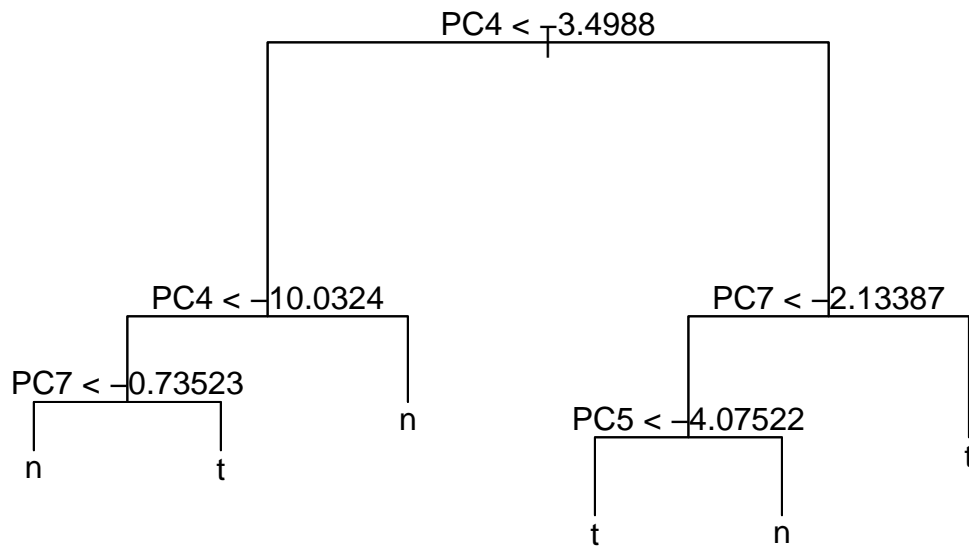 PC4 < −3.4988
PC4 < −10.0324
PC7 < −2.13387
PC7 < −0.73523
n
PC5 < −4.07522
t
n
t
t
n